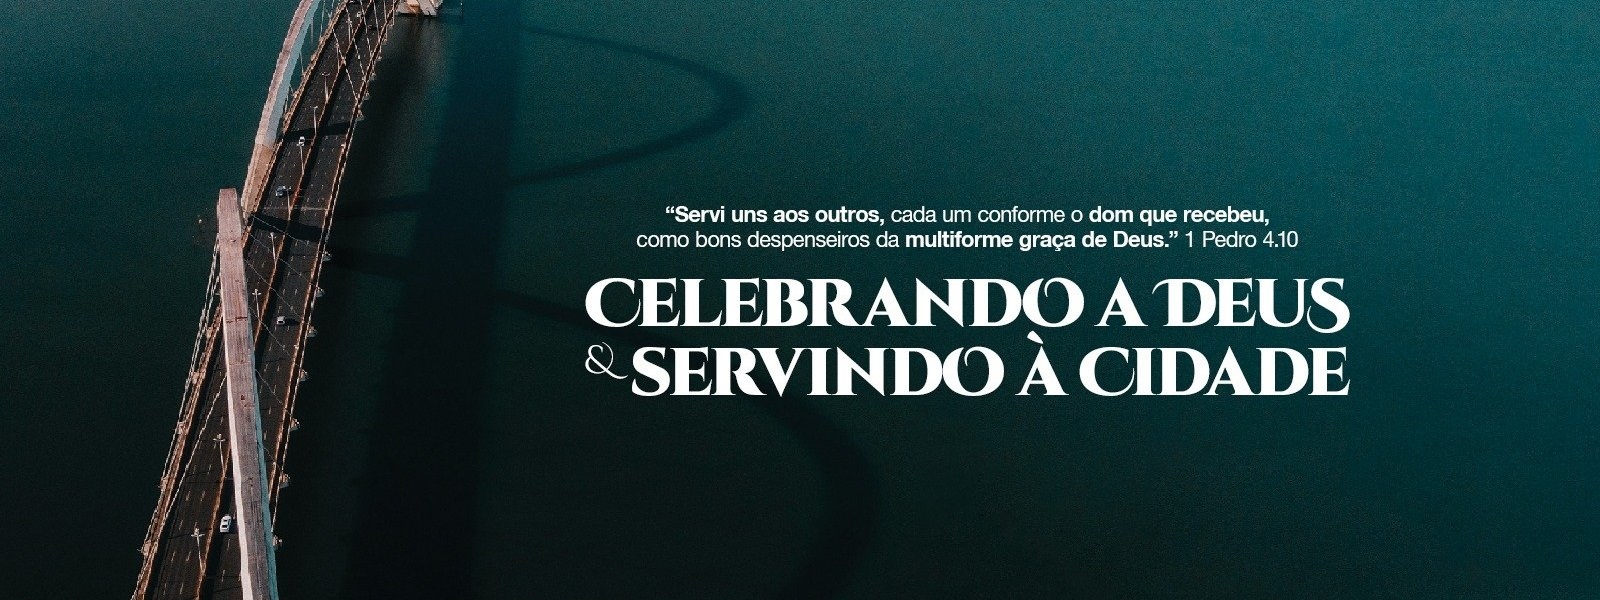 “Servi uns aos outros, cada um conforme o dom que recebeu,
como bons despenseiros da multiforme graça de Deus.” 1 Pedro 4.10
CELEBRANDO A DEUS
& SERVINDO À CIDADE